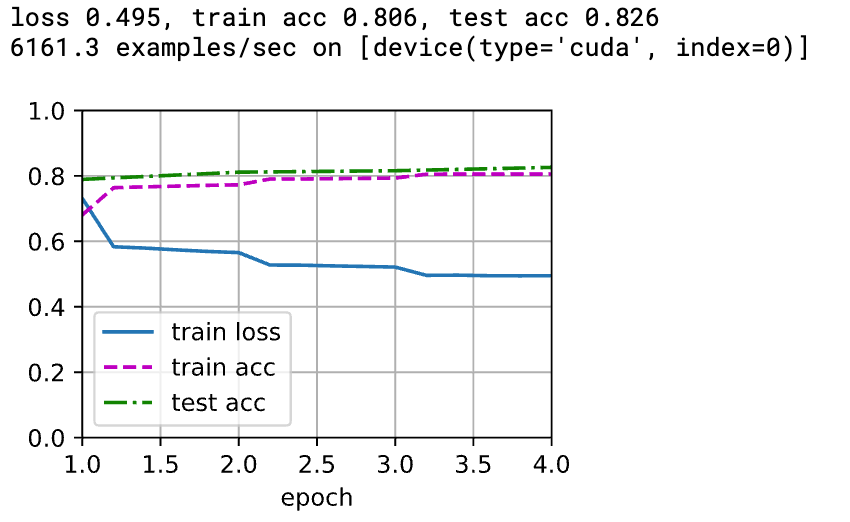 loss 0.495, train acc 0.806, test acc 0.826
6161.3 examples/sec on [device(type='cuda', index=0)]
1.0
0.8
0.6
0.4
0.2
0.0
train loss
train acc
test acc
1.0 1.5 2.0 2.5 3.0 3.5 4.0
epoch